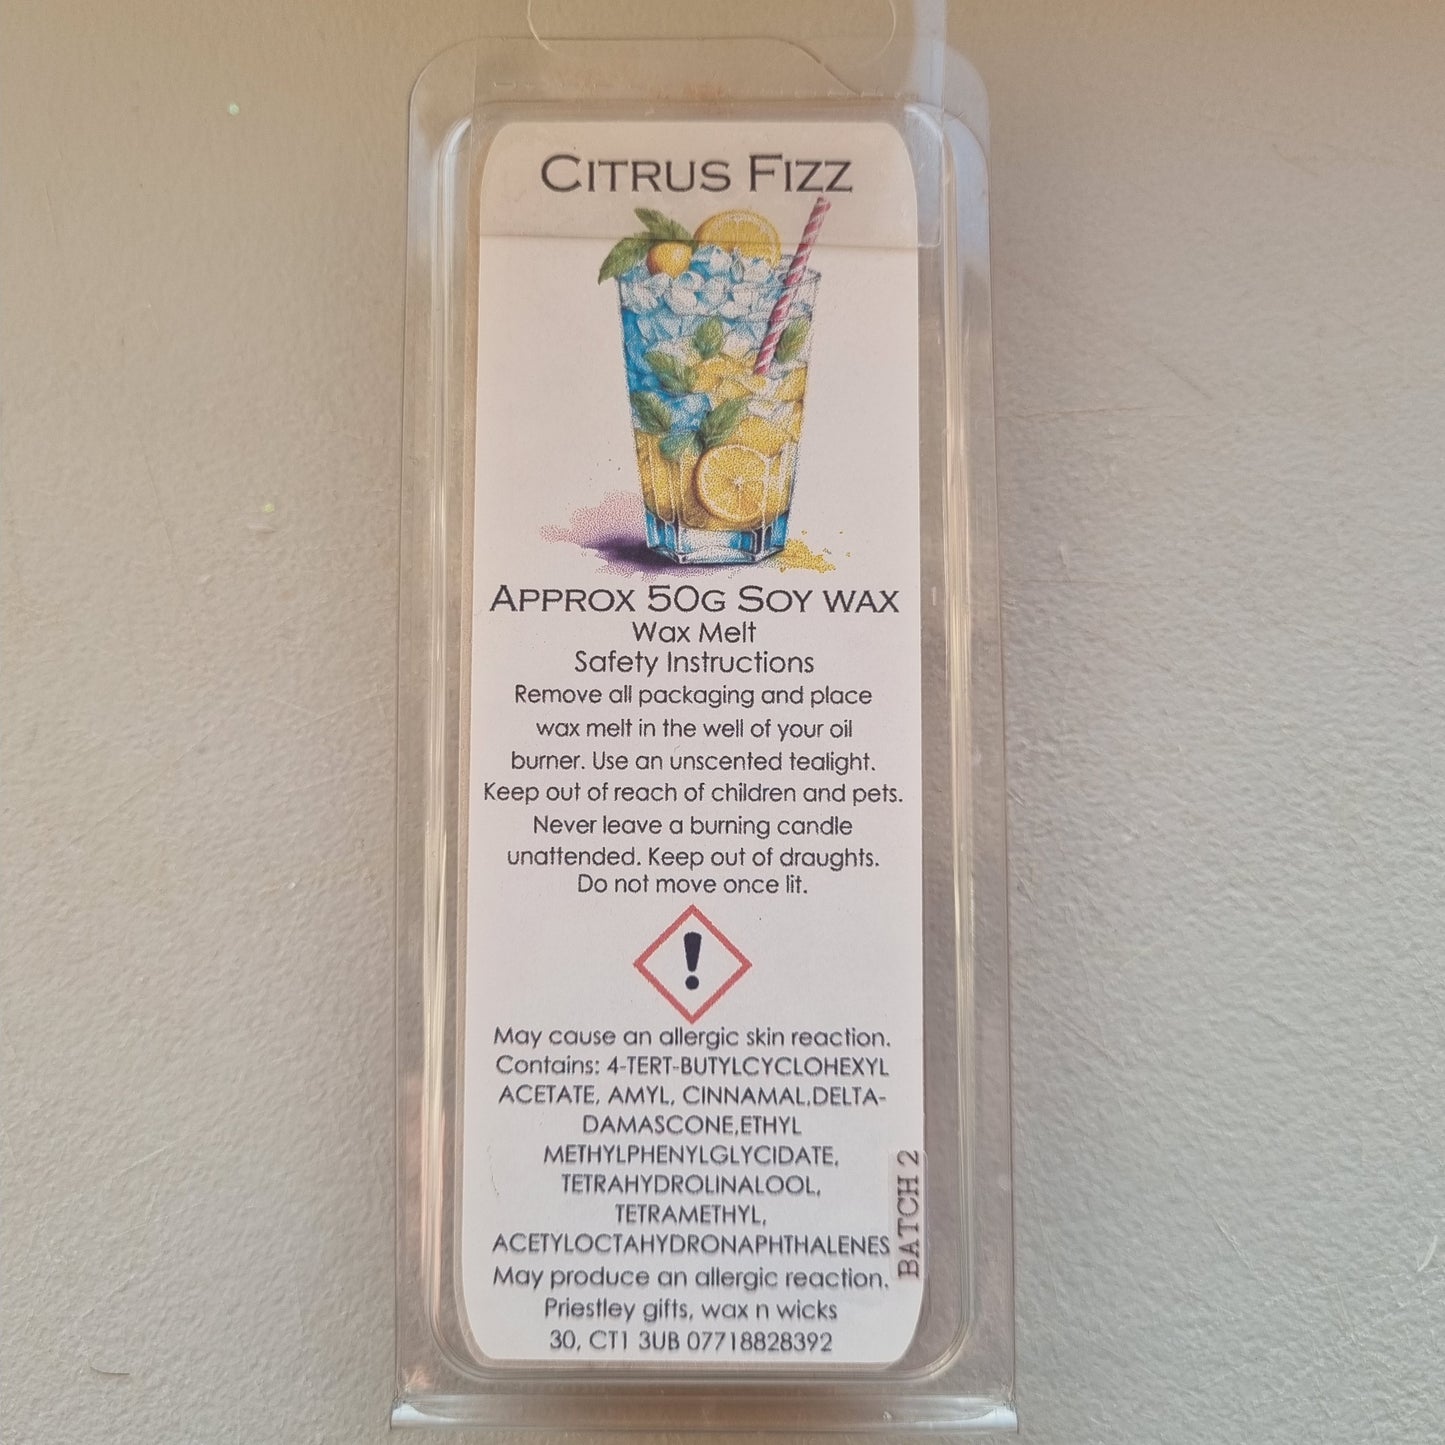 CITRUS FIZZ
APPROX 50G SOY WAX
Wax Melt
Safety Instructions
Remove all packaging and place
wax melt in the well of your oil
burner. Use an unscented tealight.
Keep out of reach of children and pets.
Never leave a burning candle
unattended. Keep out of draughts.
Do not move once lit.
May cause an allergic skin reaction.
Contains: 4-TERT-BUTYLCYCLOHEXYL
ACETATE, AMYL, CINNAMAL,DELTA-
DAMASCONE,ETHYL
METHYLPHENYLGLYCIDATE,
TETRAHYDROLINALOOL,
TETRAMETHYL,
ACETYLOCTAHYDRONAPHTHALENES
May produce an allergic reaction.
Priestley gifts, wax n wicks
30, CT1 3UB 07718828392
BATCH 2